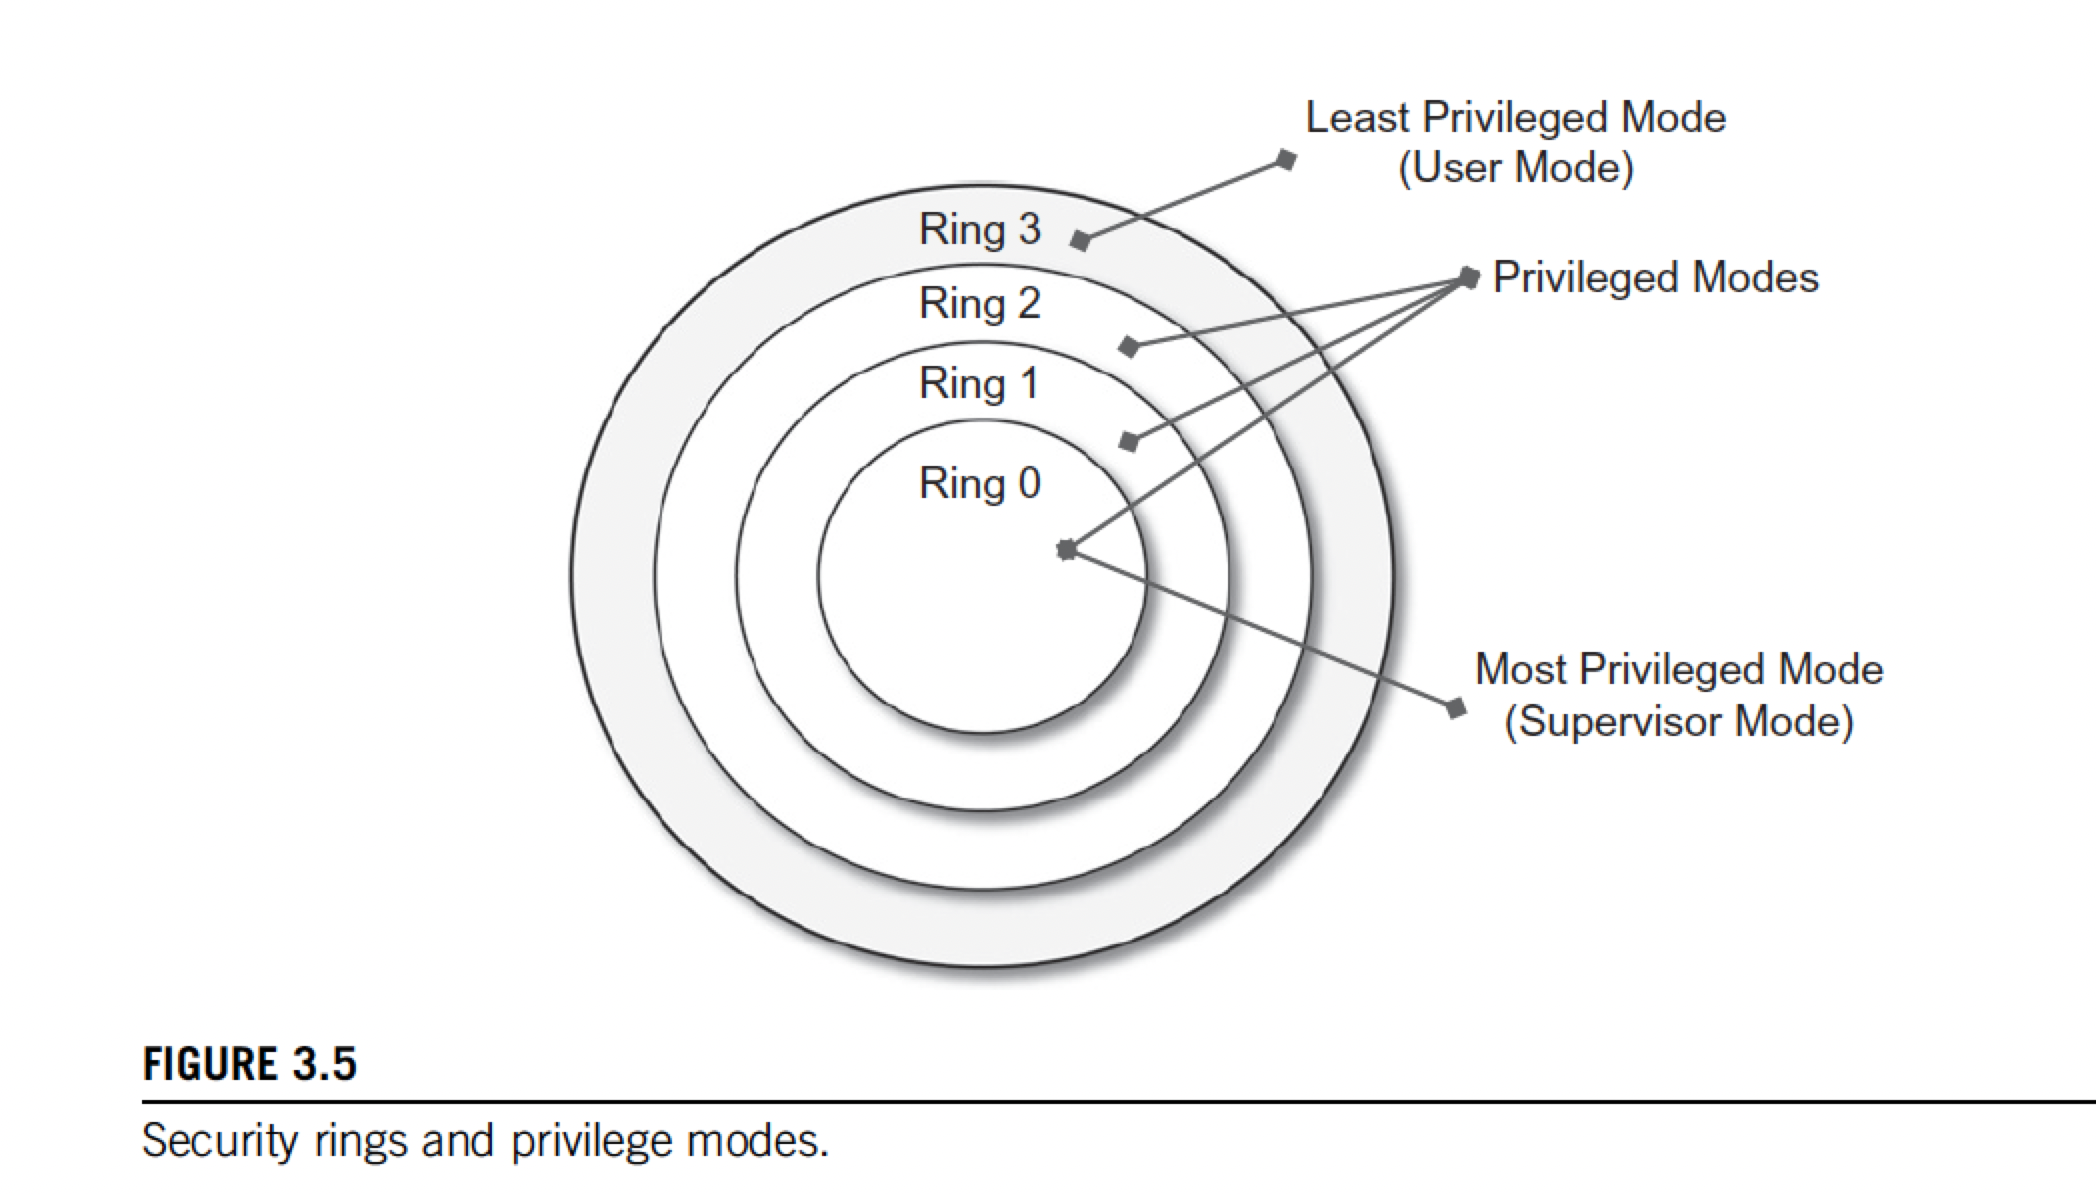 Least Privileged Mode
(User Mode)
Ring 3
Privileged Modes
Ring 2
Ring 1
Ring 0
Most Privileged Mode
(Supervisor Mode)
FIGURE 3.5
Security rings and privilege modes.